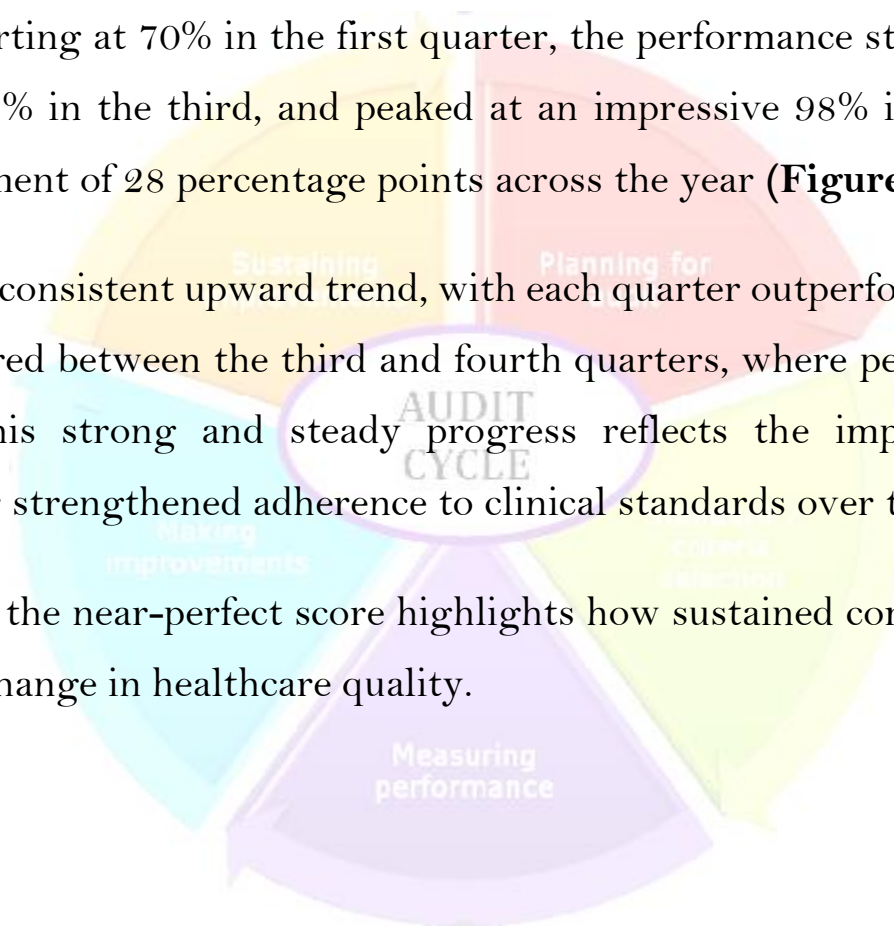 rting at 70% in the first quarter, the performance st
% in the third, and peaked at an impressive 98% i
nent of 28 percentage points across the year (Figure
consistent upward trend, with each quarter outperfo
red between the third and fourth quarters, where pe
nis strong and steady progress reflects the imp
strengthened adherence to clinical standards over t
the near-perfect score highlights how sustained con
hange in healthcare quality.
Sustaining
Planning for
AUDIT
CYCLE
Making
improvements
criteria
selection
Measuring
performance